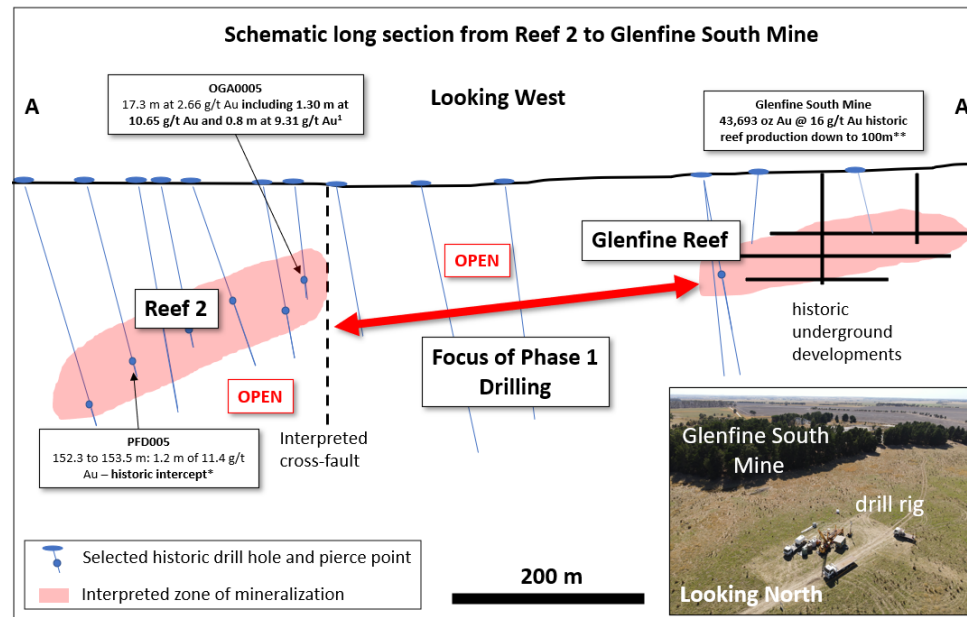 Schematic long section from Reef 2 to Glenfine South Mine
OGA0005
17.3 m at 2.66 g/t Au including 1.30 m at
10.65 g/t Au and 0.8 m at 9.31 g/t Au¹
A
Looking West
Glenfine South Mine
43,693 oz Au @ 16 g/t Au historic
reef production down to 100m**
A
Reef 2
OPEN
OPEN
Glenfine Reef
Focus of Phase 1
Drilling
historic
underground
developments
Interpreted
cross-fault
PFD005
152.3 to 153.5 m: 1.2 m of 11.4 g/t
Au – historic intercept*
Selected historic drill hole and pierce point
Interpreted zone of mineralization
200 m
Glenfine South
Mine
drill rig
Looking North